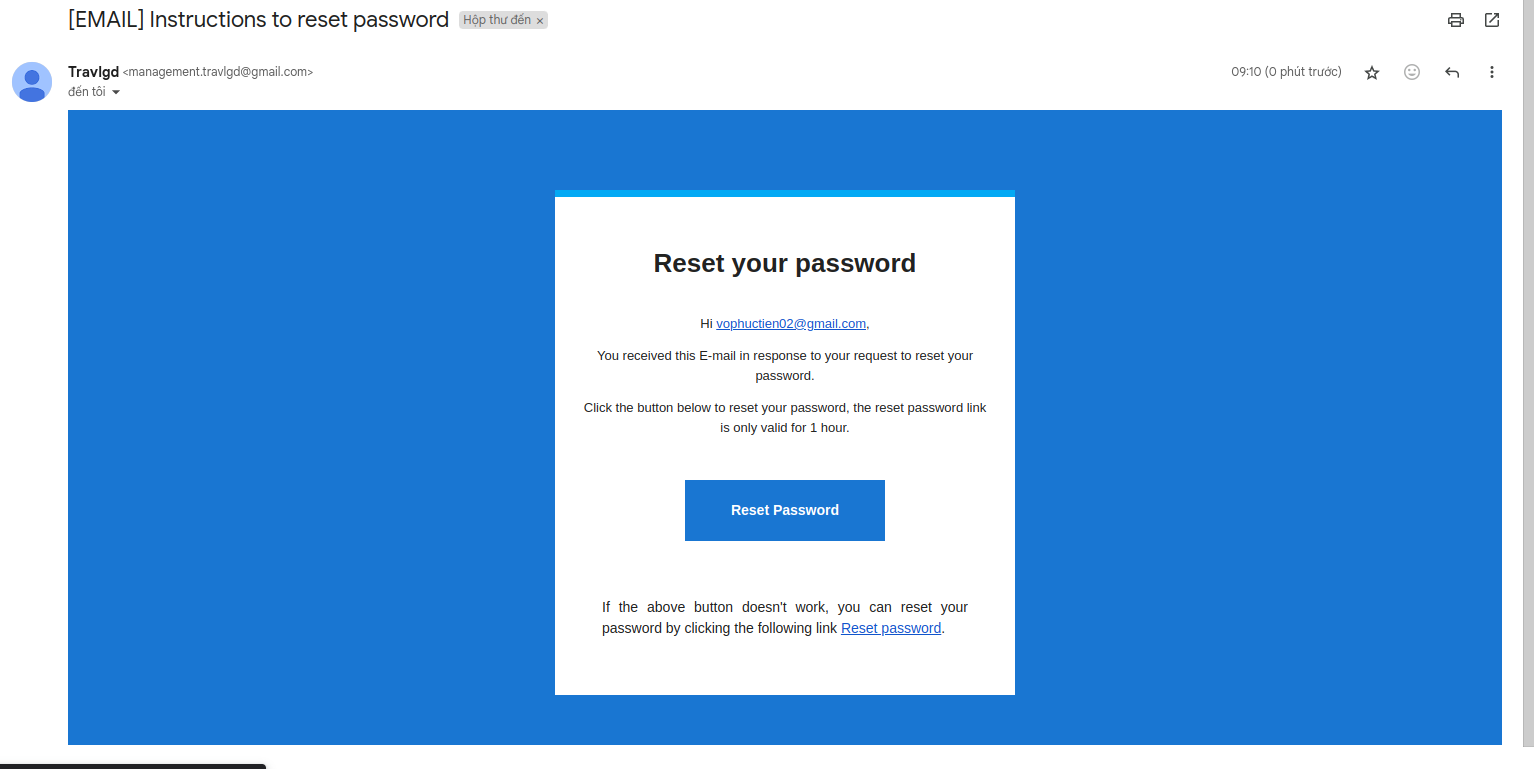 [EMAIL] Instructions to reset password Hộp thư đến ×
Travlgd <management.travlgd@gmail.com> 09:10 (0 phút trước)
đến tôi
Reset your password
Hi vophuctien02@gmail.com,
You received this E-mail in response to your request to reset your
password.
Click the button below to reset your password, the reset password link
is only valid for 1 hour.
Reset Password
If the above button doesn't work, you can reset your
password by clicking the following link Reset password.